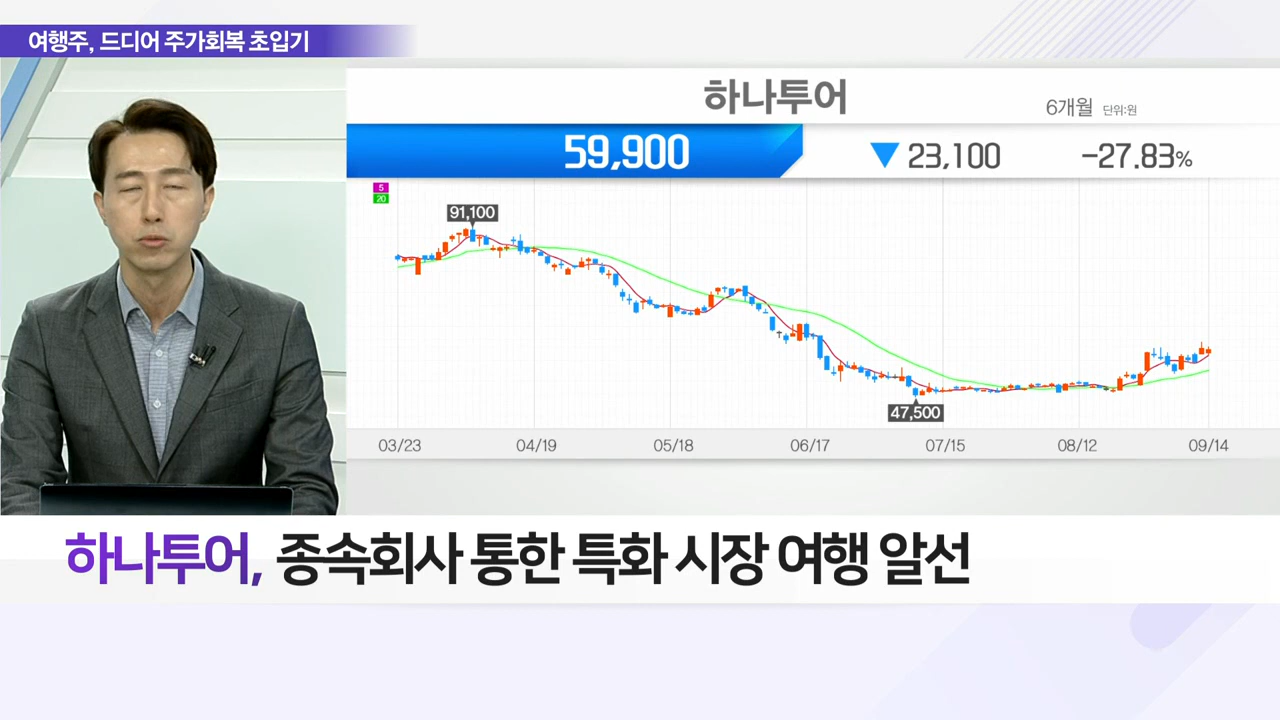 여행주, 드디어 주가회복 초입기
하나투어
6개월 단위:원
59,900 ▼ 23,100 -27.83%
5
20
91,100
47,500
03/23 04/19 05/18 06/17 07/15 08/12 09/14
하나투어, 종속회사 통한 특화 시장 여행 알선